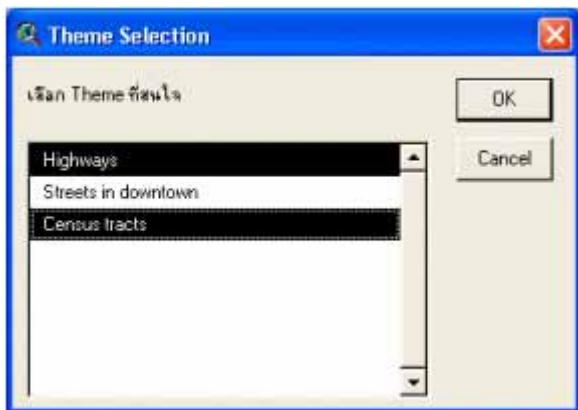 Theme Selection
เลือก Theme ที่สนใจ
OK
Highways
Cancel
Streets in downtown
Census tracts